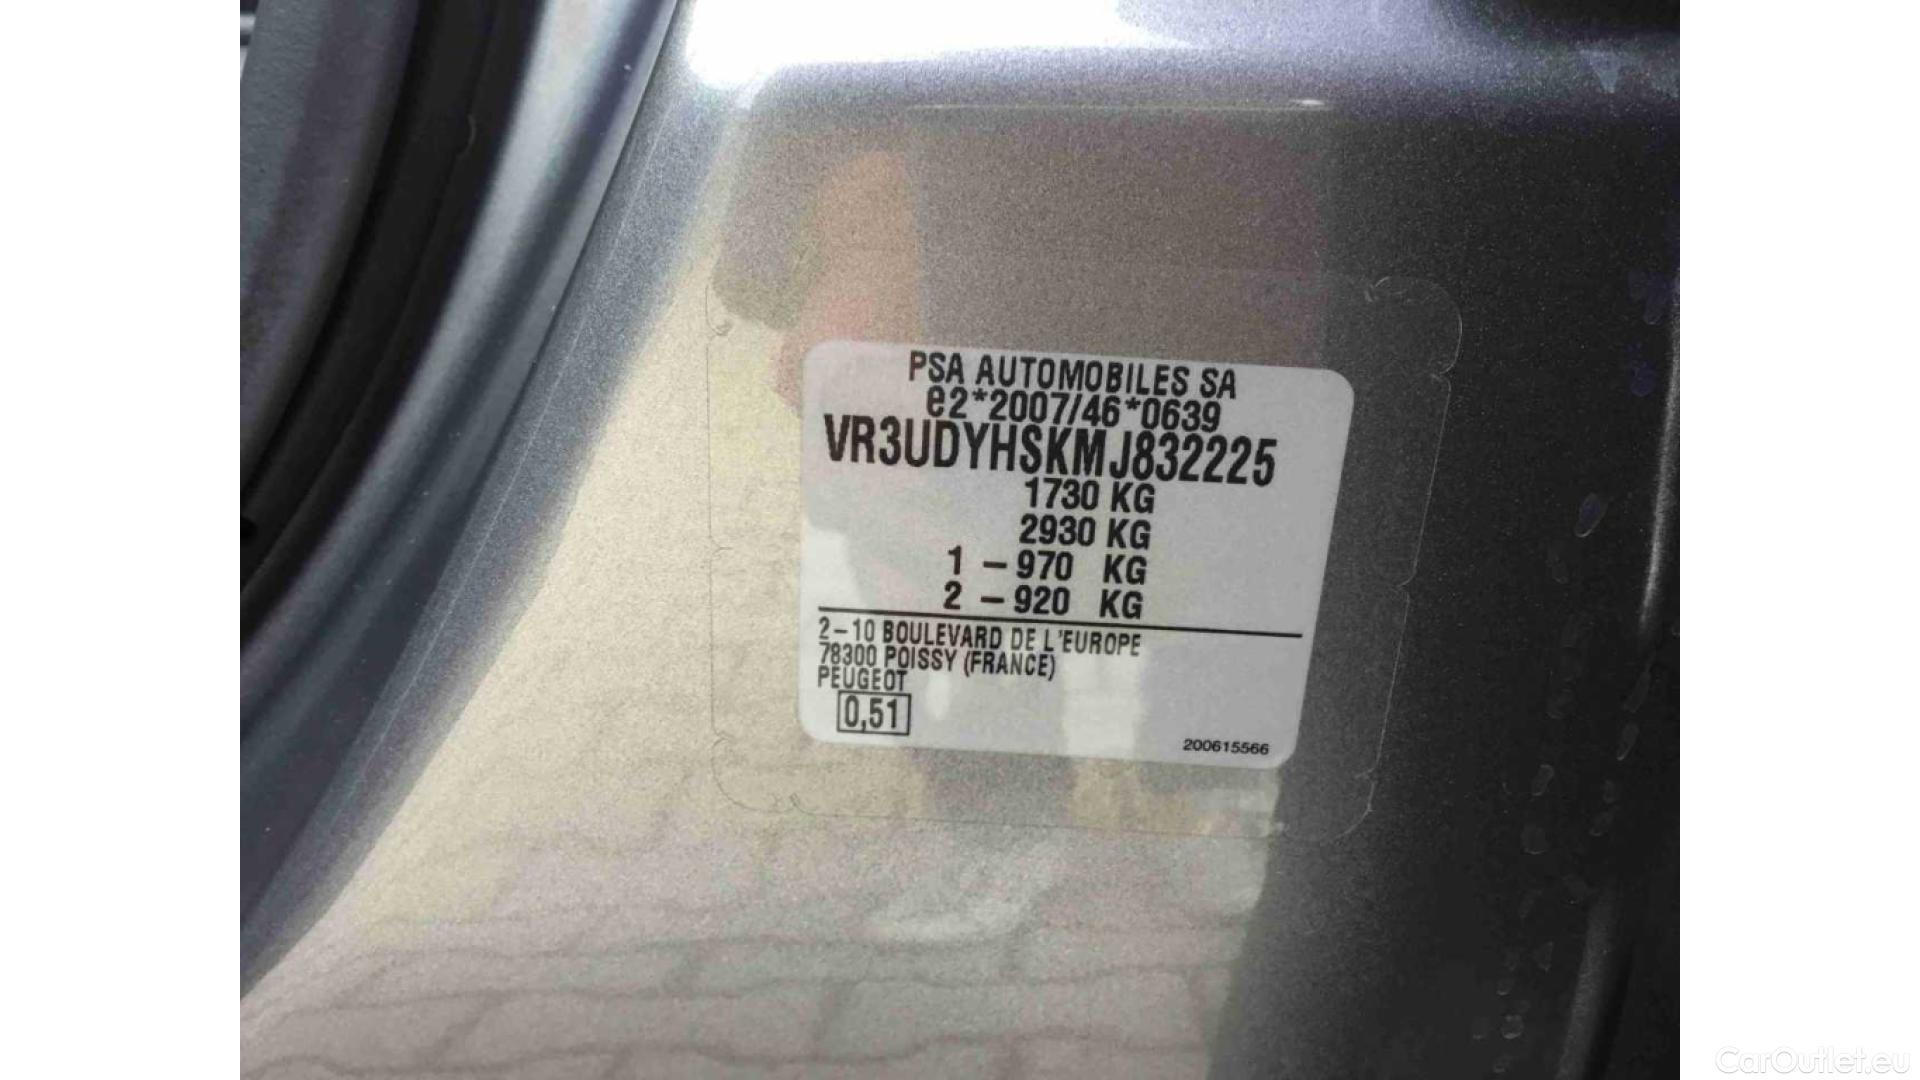 PSA AUTOMOBILES SA
e2*2007/46*0639
VR3UDYHSKMJ832225
1730 KG
2930 KG
1 - 970 KG
2 - 920 KG
2-10 BOULEVARD DE L'EUROPE
78300 POISSY (FRANCE)
PEUGEOT
0,51
200615566
CarOutlet.eu